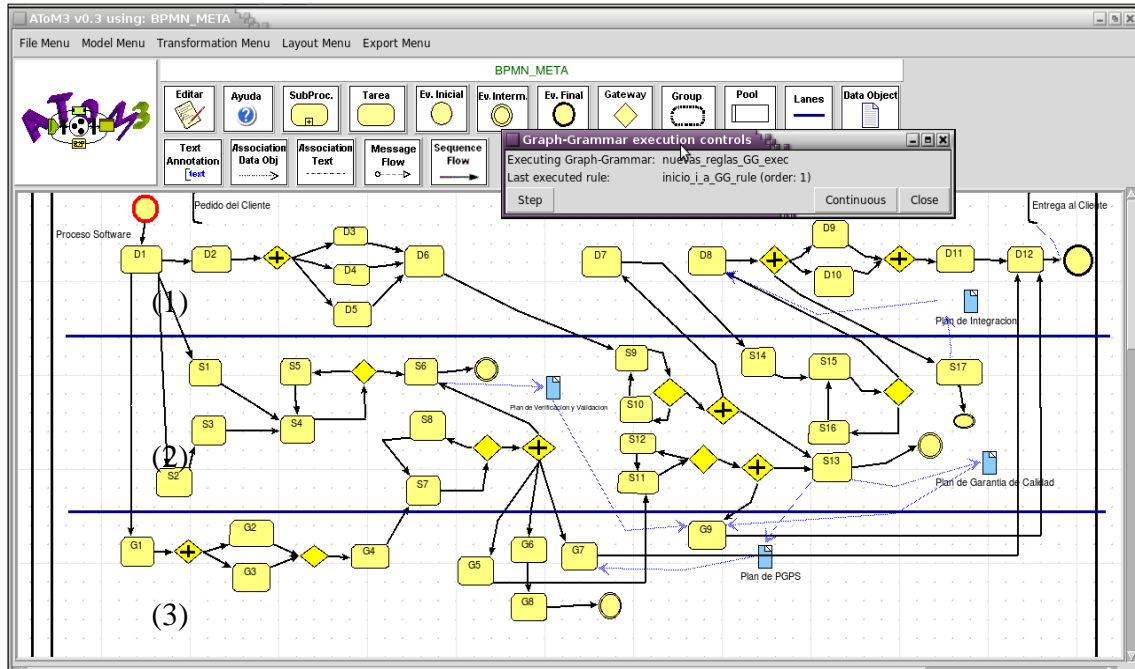 AToM3 v0.3 using: BPMN_META
File Menu Model Menu Transformation Menu Layout Menu Export Menu
BPMN_META
ATOM3
Editar Ayuda SubProc. Tarea Ev. Inicial Ev.Interm. Ev. Final Gateway Group Pool Lanes Data Object
Text Annotation [text
Association Data Obj
Association Text
Message Flow
Sequence Flow
Graph-Grammar execution controls
Executing Graph-Grammar: nuevas_reglas_GG_exec
Last executed rule: inicio_i_a_GG_rule (order: 1)
Step Continuous Close
Pedido del Cliente
Entrega al Cliente
Proceso Software
D1 D2 D3 D4 D5 D6 D7 D8 D9 D10 D11 D12
(1)
Plan de Integracion
S1 S5 S6 S9 S14 S15 S17
Plan de Verificacion y Validacion
S3 S4 S8 S10 S12 S16
(2)
S2 S7 S11 S13
Plan de Garantia de Calidad
G1 G2 G3 G4 G5 G6 G7 G9
Plan de PGPS
G8
(3)